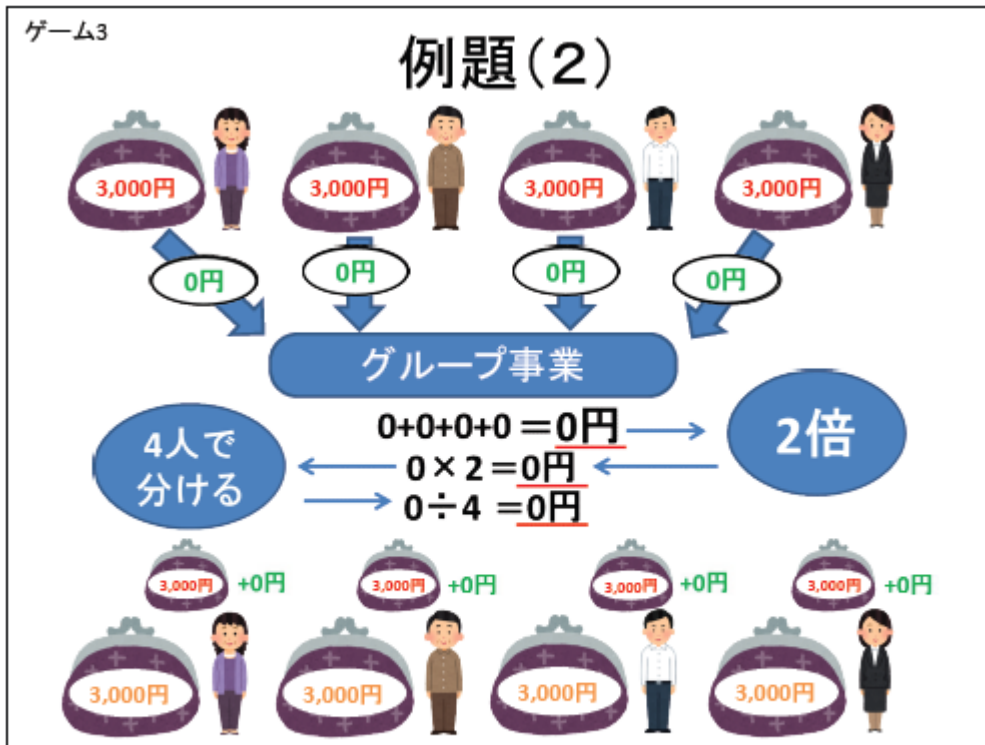 ゲーム3
例題(2)
3,000円
3,000円
3,000円
3,000円
0円
0円
0円
0円
グループ事業
0+0+0+0=0円
2倍
4人で
分ける
0×2=0円
0÷4=0円
3,000円 +0円
3,000円 +0円
3,000円 +0円
3,000円 +0円
3,000円
3,000円
3,000円
3,000円